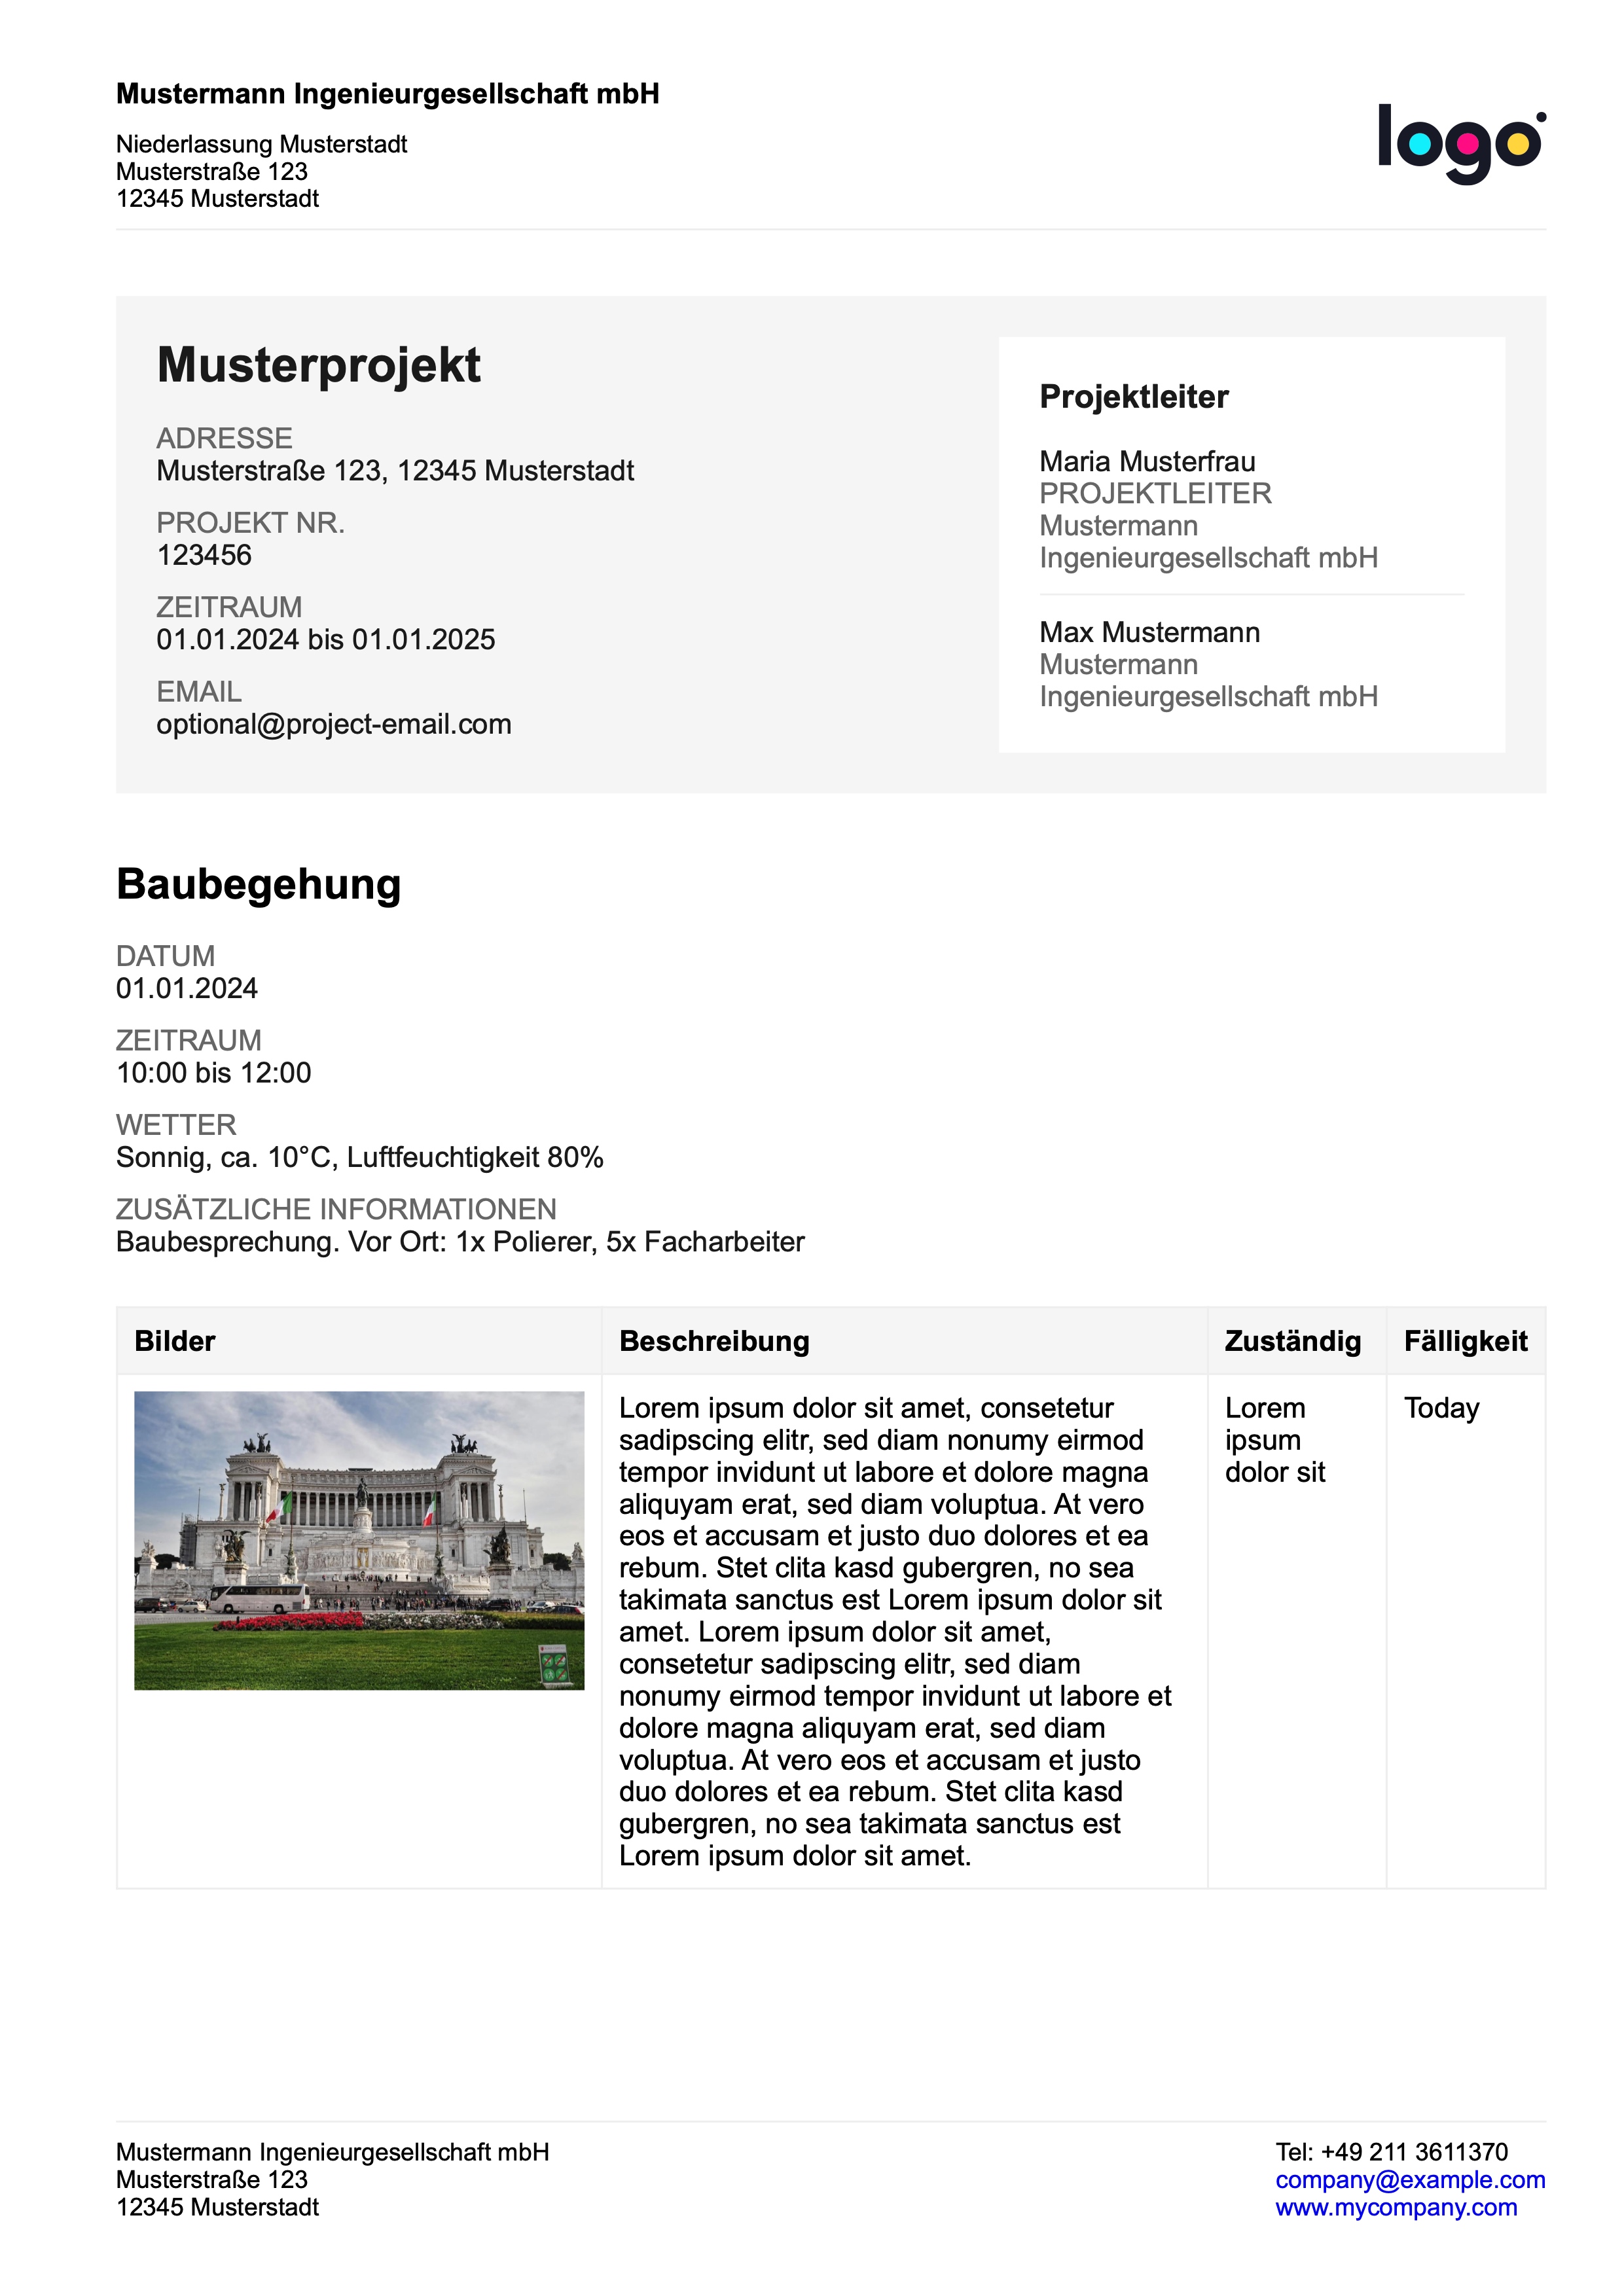 Mustermann Ingenieurgesellschaft mbH
Niederlassung Musterstadt
Musterstraße 123
12345 Musterstadt
logo
Musterprojekt
ADRESSE
Musterstraße 123, 12345 Musterstadt
PROJEKT NR.
123456
ZEITRAUM
01.01.2024 bis 01.01.2025
EMAIL
optional@project-email.com
Projektleiter
Maria Musterfrau
PROJEKTLEITER
Mustermann
Ingenieurgesellschaft mbH
Max Mustermann
Mustermann
Ingenieurgesellschaft mbH
Baubegehung
DATUM
01.01.2024
ZEITRAUM
10:00 bis 12:00
WETTER
Sonnig, ca. 10°C, Luftfeuchtigkeit 80%
ZUSÄTZLICHE INFORMATIONEN
Baubesprechung. Vor Ort: 1x Polierer, 5x Facharbeiter
Bilder
Beschreibung
Zuständig
Fälligkeit
Lorem ipsum dolor sit amet, consetetur
sadipscing elitr, sed diam nonumy eirmod
tempor invidunt ut labore et dolore magna
aliquyam erat, sed diam voluptua. At vero
eos et accusam et justo duo dolores et ea
rebum. Stet clita kasd gubergren, no sea
takimata sanctus est Lorem ipsum dolor sit
amet. Lorem ipsum dolor sit amet,
consetetur sadipscing elitr, sed diam
nonumy eirmod tempor invidunt ut labore et
dolore magna aliquyam erat, sed diam
voluptua. At vero eos et accusam et justo
duo dolores et ea rebum. Stet clita kasd
gubergren, no sea takimata sanctus est
Lorem ipsum dolor sit amet.
Lorem
ipsum
dolor sit
Today
Mustermann Ingenieurgesellschaft mbH
Musterstraße 123
12345 Musterstadt
Tel: +49 211 3611370
company@example.com
www.mycompany.com